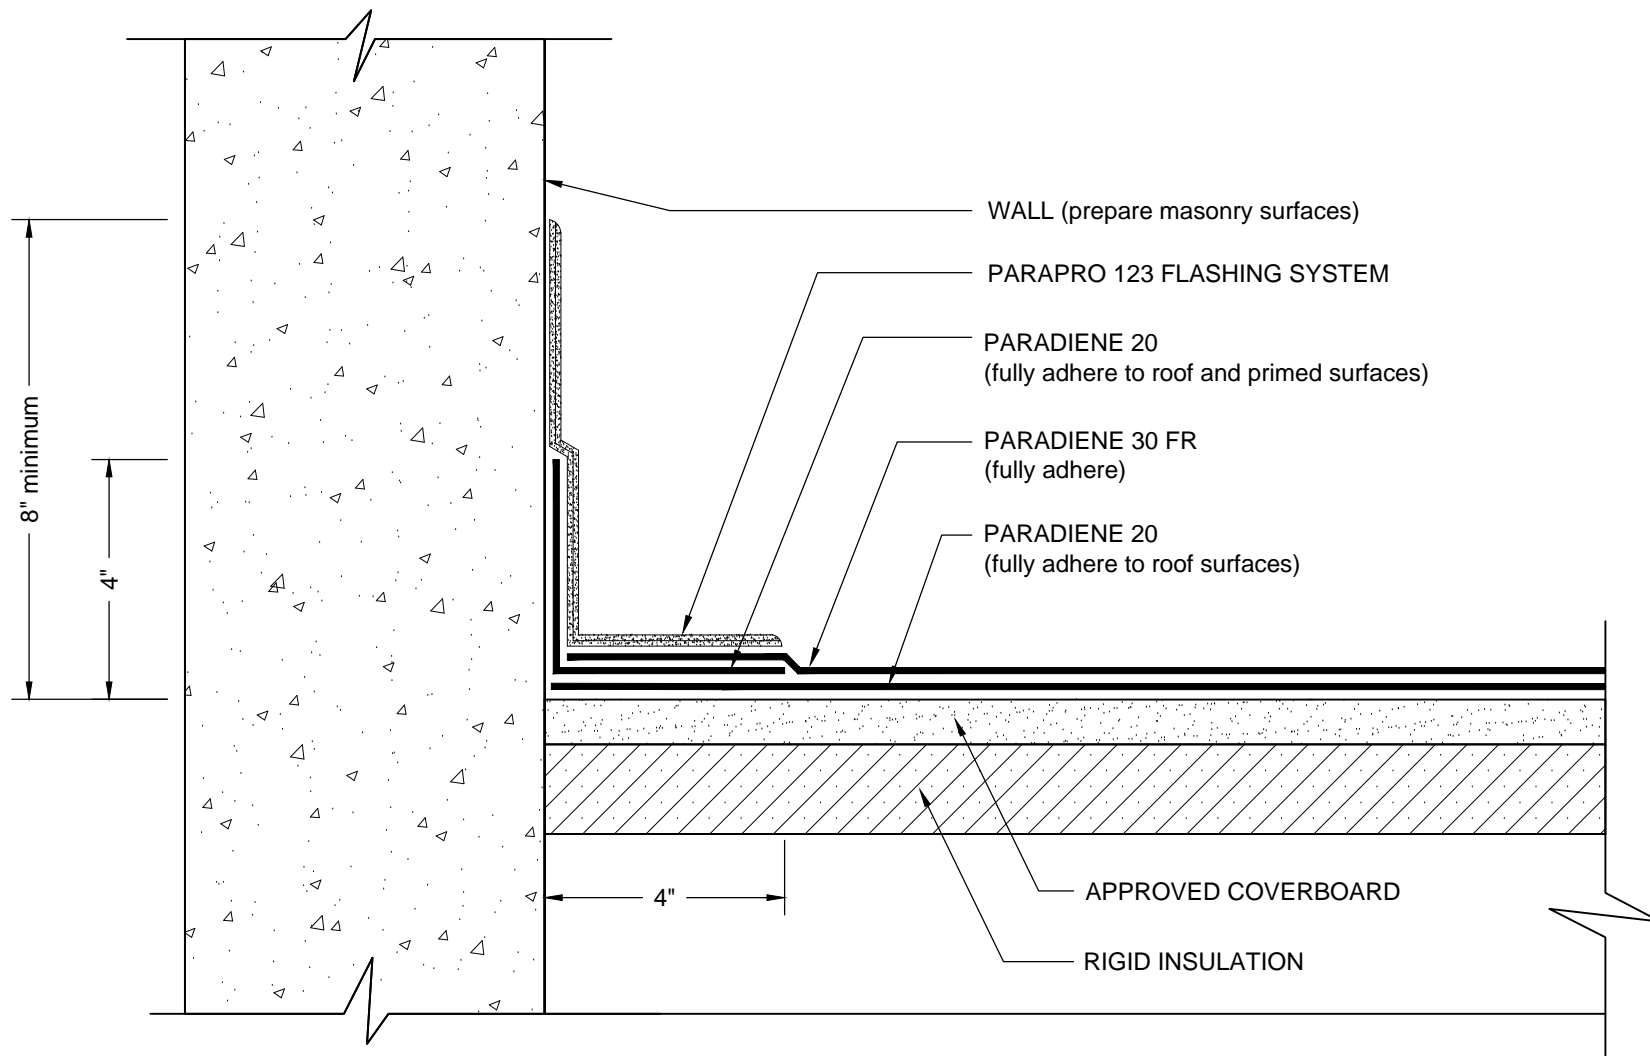 WALL (prepare masonry surfaces)
PARAPRO 123 FLASHING SYSTEM
PARADIENE 20
(fully adhere to roof and primed surfaces)
PARADIENE 30 FR
(fully adhere)
PARADIENE 20
(fully adhere to roof surfaces)
8" minimum
4"
4"
APPROVED COVERBOARD
RIGID INSULATION